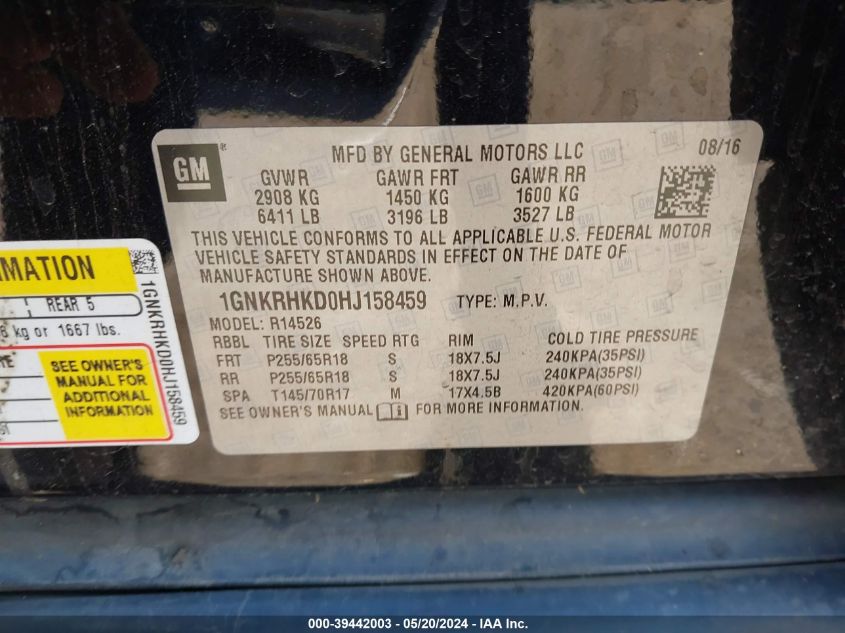 GM
MFD BY GENERAL MOTORS LLC 08/16
GVWR GAWR FRT GAWR RR
2908 KG 1450 KG 1600 KG
6411 LB 3196 LB 3527 LB
THIS VEHICLE CONFORMS TO ALL APPLICABLE U.S. FEDERAL MOTOR
VEHICLE SAFETY STANDARDS IN EFFECT ON THE DATE OF
MANUFACTURE SHOWN ABOVE.
1GNKRHKD0HJ158459 TYPE: M.P.V.
MODEL: R14526
RBBL TIRE SIZE SPEED RTG RIM COLD TIRE PRESSURE
FRT P255/65R18 S 18X7.5J 240KPA(35PSI)
RR P255/65R18 S 18X7.5J 240KPA(35PSI)
SPA T145/70R17 M 17X4.5B 420KPA(60PSI)
SEE OWNER'S MANUAL FOR MORE INFORMATION.
REAR 5
kg or 1667 lbs.
SEE OWNER'S
MANUAL FOR
ADDITIONAL
INFORMATION
1GNKRHKD0HJ158459
000-39442003 - 05/20/2024 - IAA Inc.